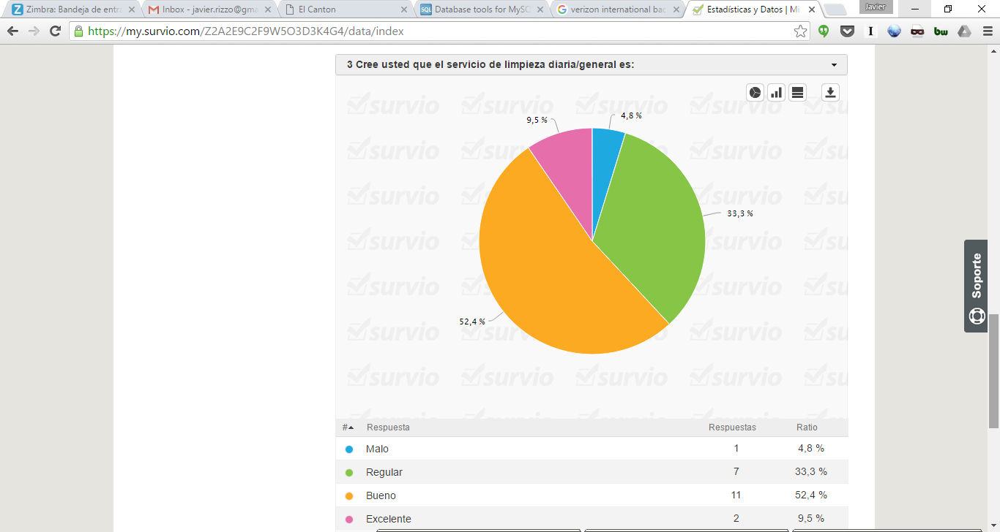 Zimbra: Bandeja de entra
Inbox - javier.rizzo@gma
El Canton
SQL
Database tools for MySC
verizon international bac
Estadísticas y Datos | Mi
Javier
https://my.survio.com/Z2A2E9C2F9W5O3D3K4G4/data/index
3 Cree usted que el servicio de limpieza diaria/general es:
survio
9,5 %
4,8 %
33,3 %
52,4 %
Soporte
# Respuesta Respuestas Ratio
Malo 1 4,8 %
Regular 7 33,3 %
Bueno 11 52,4 %
Excelente 2 9,5 %